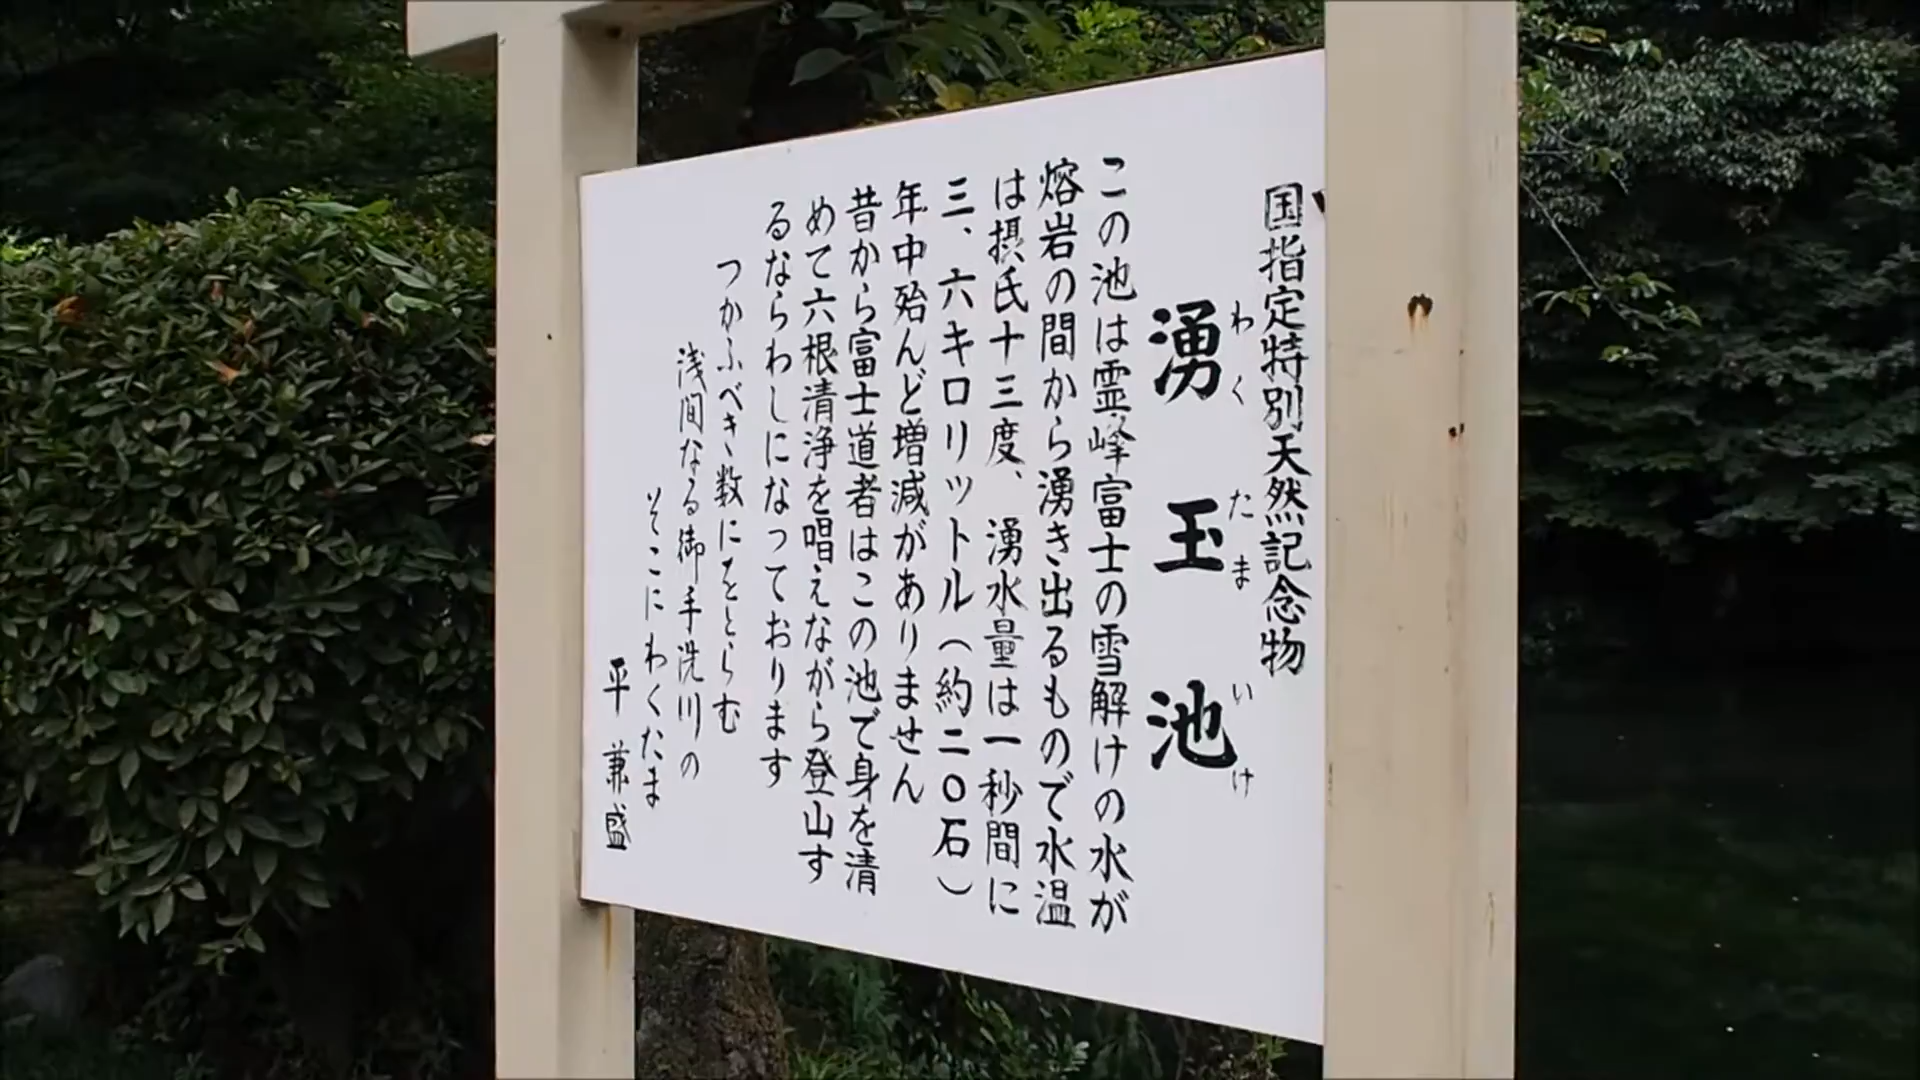 国指定特別天然記念物
湧玉池
わくたまいけ
この池は霊峰富士の雪解けの水が
熔岩の間から湧き出るもので水温
は摂氏十三度、湧水量は一秒間に
三、六キロリットル(約二〇石)
年中殆んど増減がありません
昔から富士道者はこの池で身を清
めて六根清浄を唱えながら登山す
るならわしになっております
つかふべき数にをとらむ
浅間なる御手洗川の
そこにわくたま
平兼盛